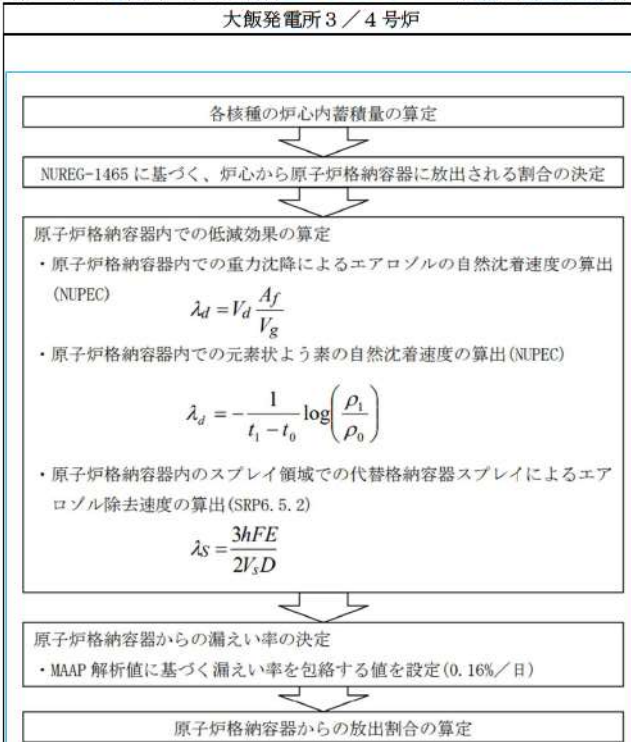 大飯発電所3/4号炉
各核種の炉心内蓄積量の算定
NUREG-1465 に基づく、炉心から原子炉格納容器に放出される割合の決定
原子炉格納容器内での低減効果の算定
・原子炉格納容器内での重力沈降によるエアロゾルの自然沈着速度の算出
(NUPEC)
λd = Vd Af/Vg
・原子炉格納容器内での元素状よう素の自然沈着速度の算出(NUPEC)
λd = − 1/(t1 − t0) log(ρ1/ρ0)
・原子炉格納容器内のスプレイ領域での代替格納容器スプレイによるエア
ロゾル除去速度の算出(SRP6.5.2)
λS = 3hFE/2VsD
原子炉格納容器からの漏えい率の決定
・MAAP 解析値に基づく漏えい率を包絡する値を設定(0.16%/日)
原子炉格納容器からの放出割合の算定